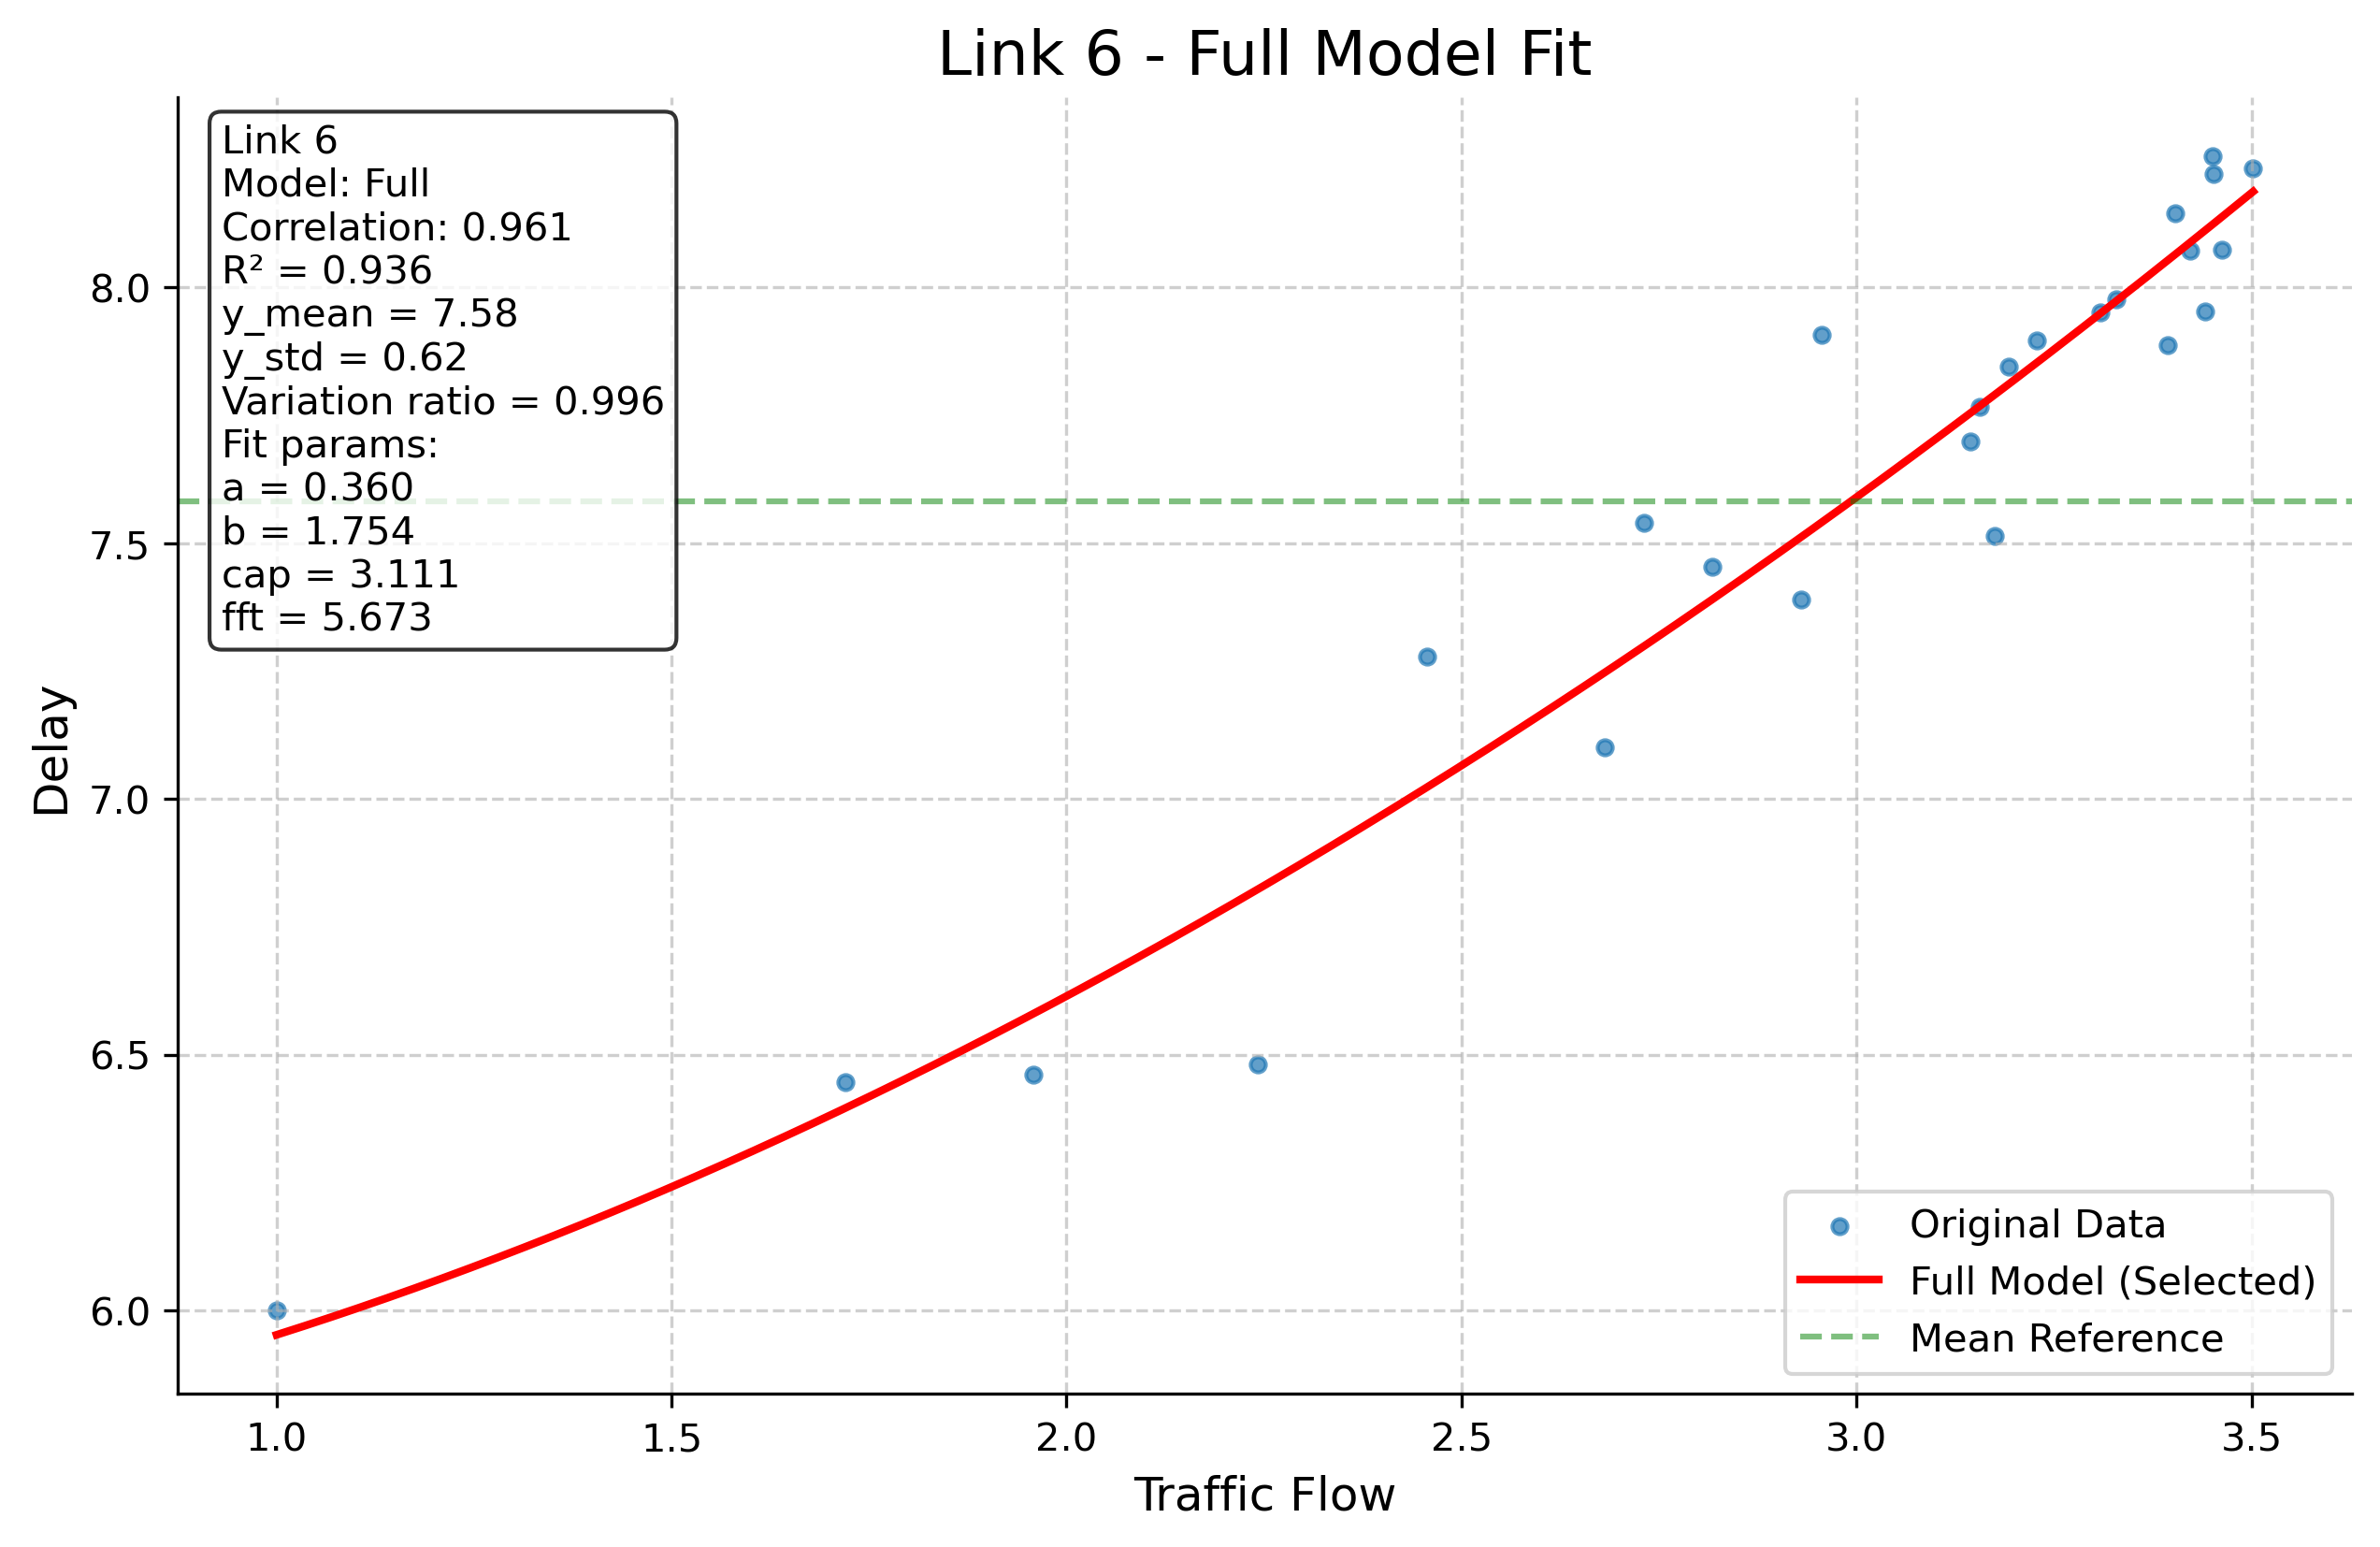 Link 6 - Full Model Fit
Link 6
Model: Full
Correlation: 0.961
R² = 0.936
y_mean = 7.58
y_std = 0.62
Variation ratio = 0.996
Fit params:
a = 0.360
b = 1.754
cap = 3.111
fft = 5.673
8.0
7.5
7.0
6.5
6.0
Delay
Original Data
Full Model (Selected)
Mean Reference
1.0 1.5 2.0 2.5 3.0 3.5
Traffic Flow